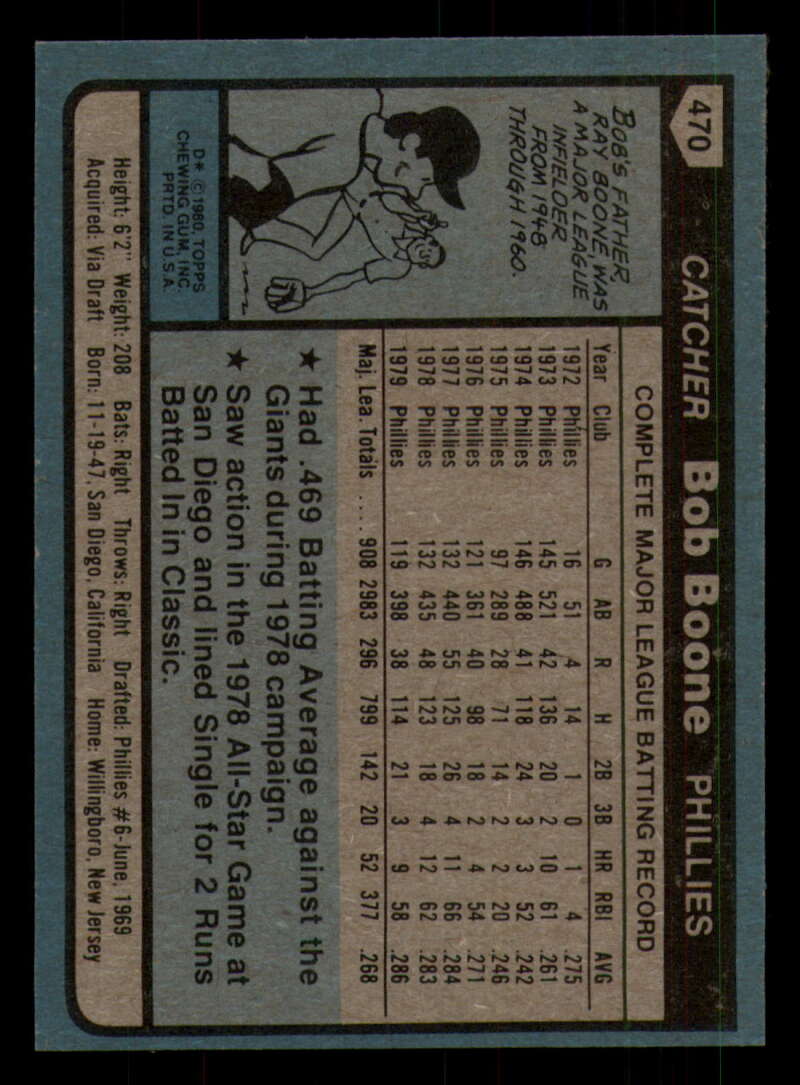 470
CATCHER Bob Boone PHILLIES
BOB'S FATHER
RAY BOONE, WAS
A MAJOR LEAGUE
INFIELDER
FROM 1948
THROUGH 1960.
D* © 1980, TOPPS
CHEWING GUM, INC.
PRTD. IN U.S.A.
COMPLETE MAJOR LEAGUE BATTING RECORD
Year Club G AB R H 2B 3B HR RBI AVG
1972 Phillies 16 51 4 14 1 0 1 4 .275
1973 Phillies 145 521 42 136 20 2 10 61 .261
1974 Phillies 146 488 41 118 24 3 3 52 .242
1975 Phillies 97 289 28 71 14 2 2 20 .246
1976 Phillies 121 361 40 98 18 2 4 54 .271
1977 Phillies 132 440 55 125 26 4 11 66 .284
1978 Phillies 132 435 48 123 18 4 12 62 .283
1979 Phillies 119 398 38 114 21 3 9 58 .286
Maj. Lea. Totals .... 908 2983 296 799 142 20 52 377 .268
★ Had .469 Batting Average against the
Giants during 1978 campaign.
★ Saw action in the 1978 All-Star Game at
San Diego and lined Single for 2 Runs
Batted In in Classic.
Height: 6'2" Weight: 208 Bats: Right Throws: Right Drafted: Phillies #6-June, 1969
Acquired: Via Draft Born: 11-19-47, San Diego, California Home: Willingboro, New Jersey